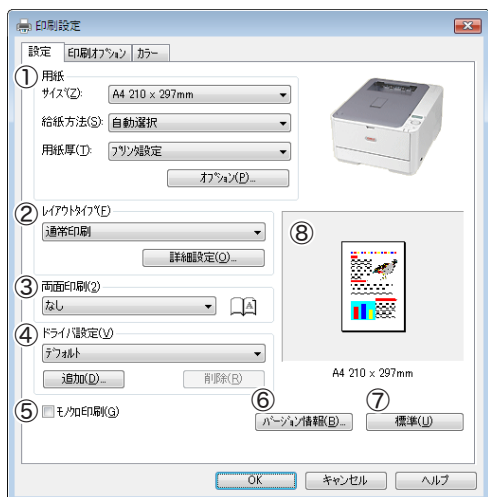 印刷設定
設定 印刷オプション カラー
① 用紙
サイズ(Z): A4 210 x 297mm
給紙方法(S): 自動選択
用紙厚(T): プリンタ設定
オプション(P)...
② レイアウトタイプ(F)
通常印刷
詳細設定(O)...
③ 両面印刷(2)
なし
A
④ ドライバ設定(V)
デフォルト
追加(D)... 削除(R)
⑤ モノクロ印刷(G)
⑧
A4 210 x 297mm
⑥ ⑦
バージョン情報(B)... 標準(U)
OK キャンセル ヘルプ